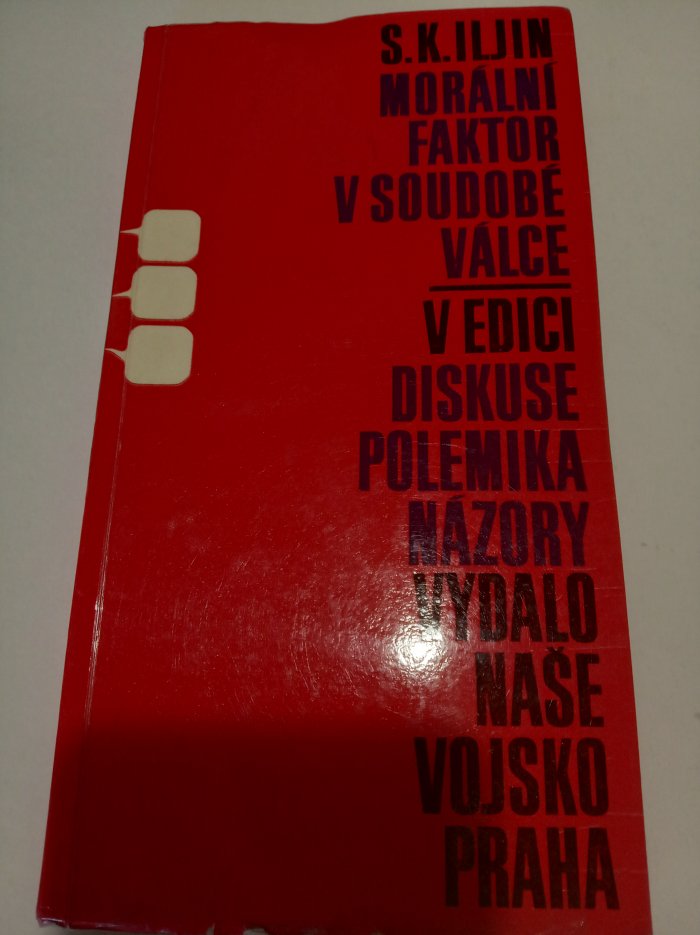 S.K.ILJIN
MORÁLNÍ
FAKTOR
V SOUDOBÉ
VÁLCE
V EDICI
DISKUSE
POLEMIKA
NÁZORY
VYDALO
NAŠE
VOJSKO
PRAHA